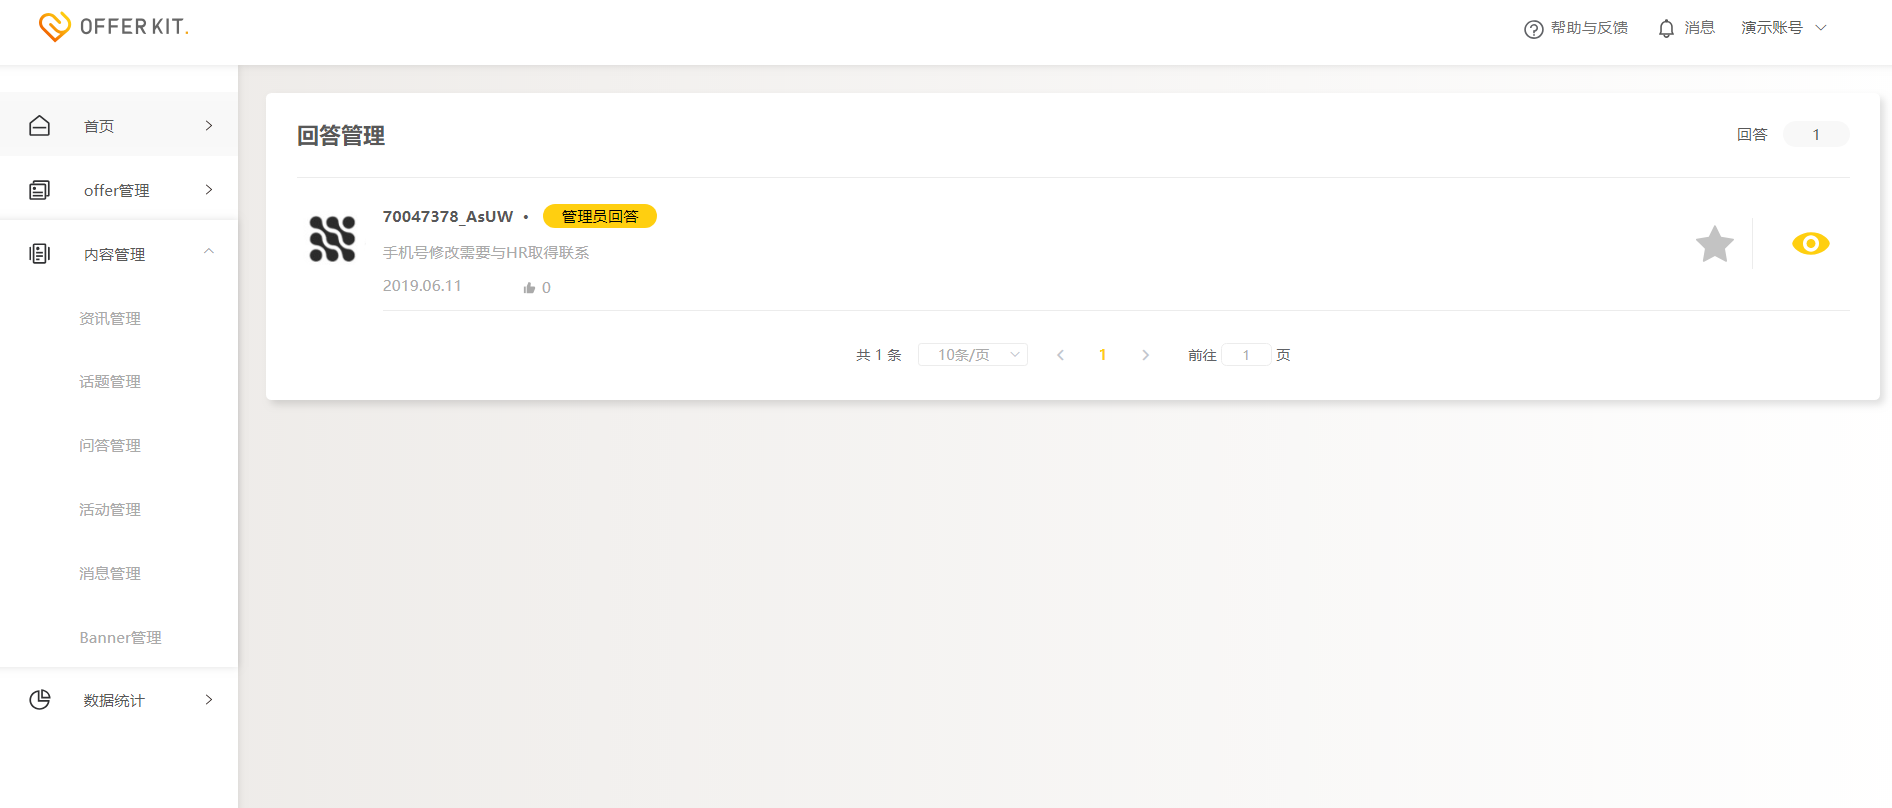 OFFER KIT.
帮助与反馈 消息 演示账号
首页
offer管理
内容管理
资讯管理
话题管理
问答管理
活动管理
消息管理
Banner管理
数据统计
回答管理
回答 1
70047378_AsUW • 管理员回答
手机号修改需要与HR取得联系
2019.06.11 0
共 1 条 10条/页 1 前往 1 页